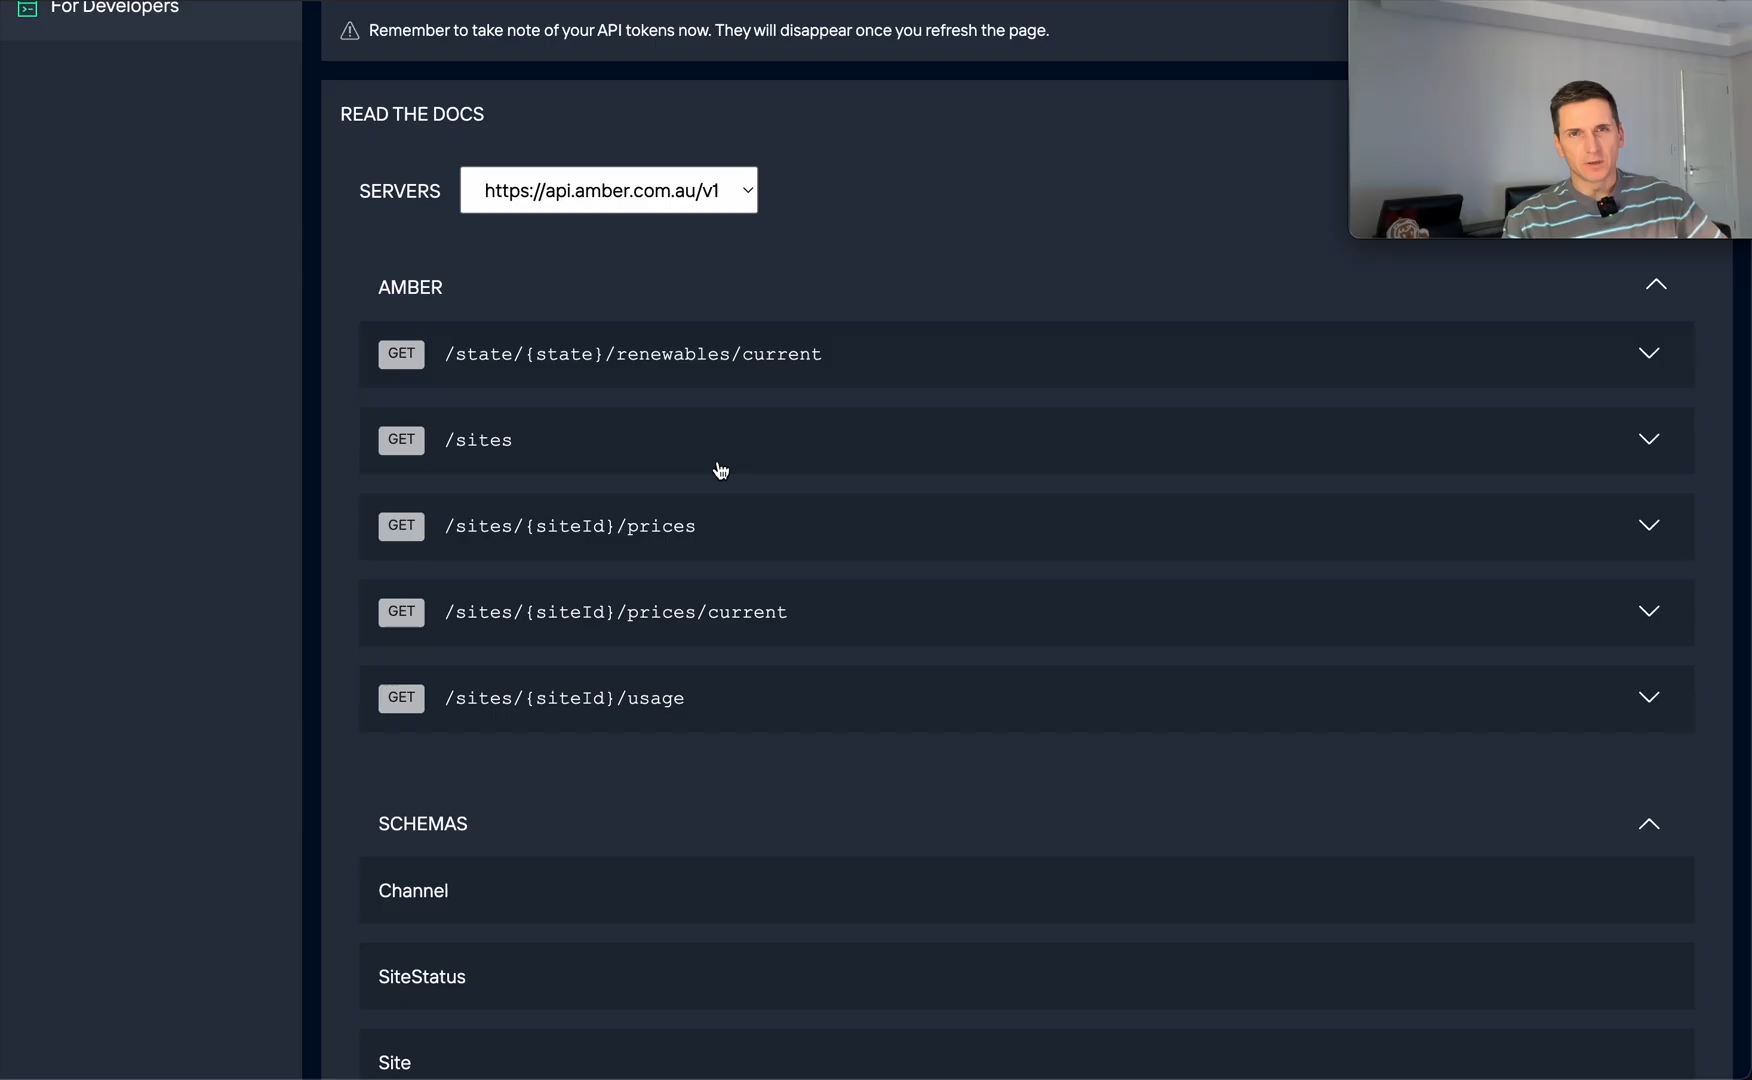 For Developers
Remember to take note of your API tokens now. They will disappear once you refresh the page.
READ THE DOCS
SERVERS https://api.amber.com.au/v1
AMBER
GET /state/{state}/renewables/current
GET /sites
GET /sites/{siteId}/prices
GET /sites/{siteId}/prices/current
GET /sites/{siteId}/usage
SCHEMAS
Channel
SiteStatus
Site